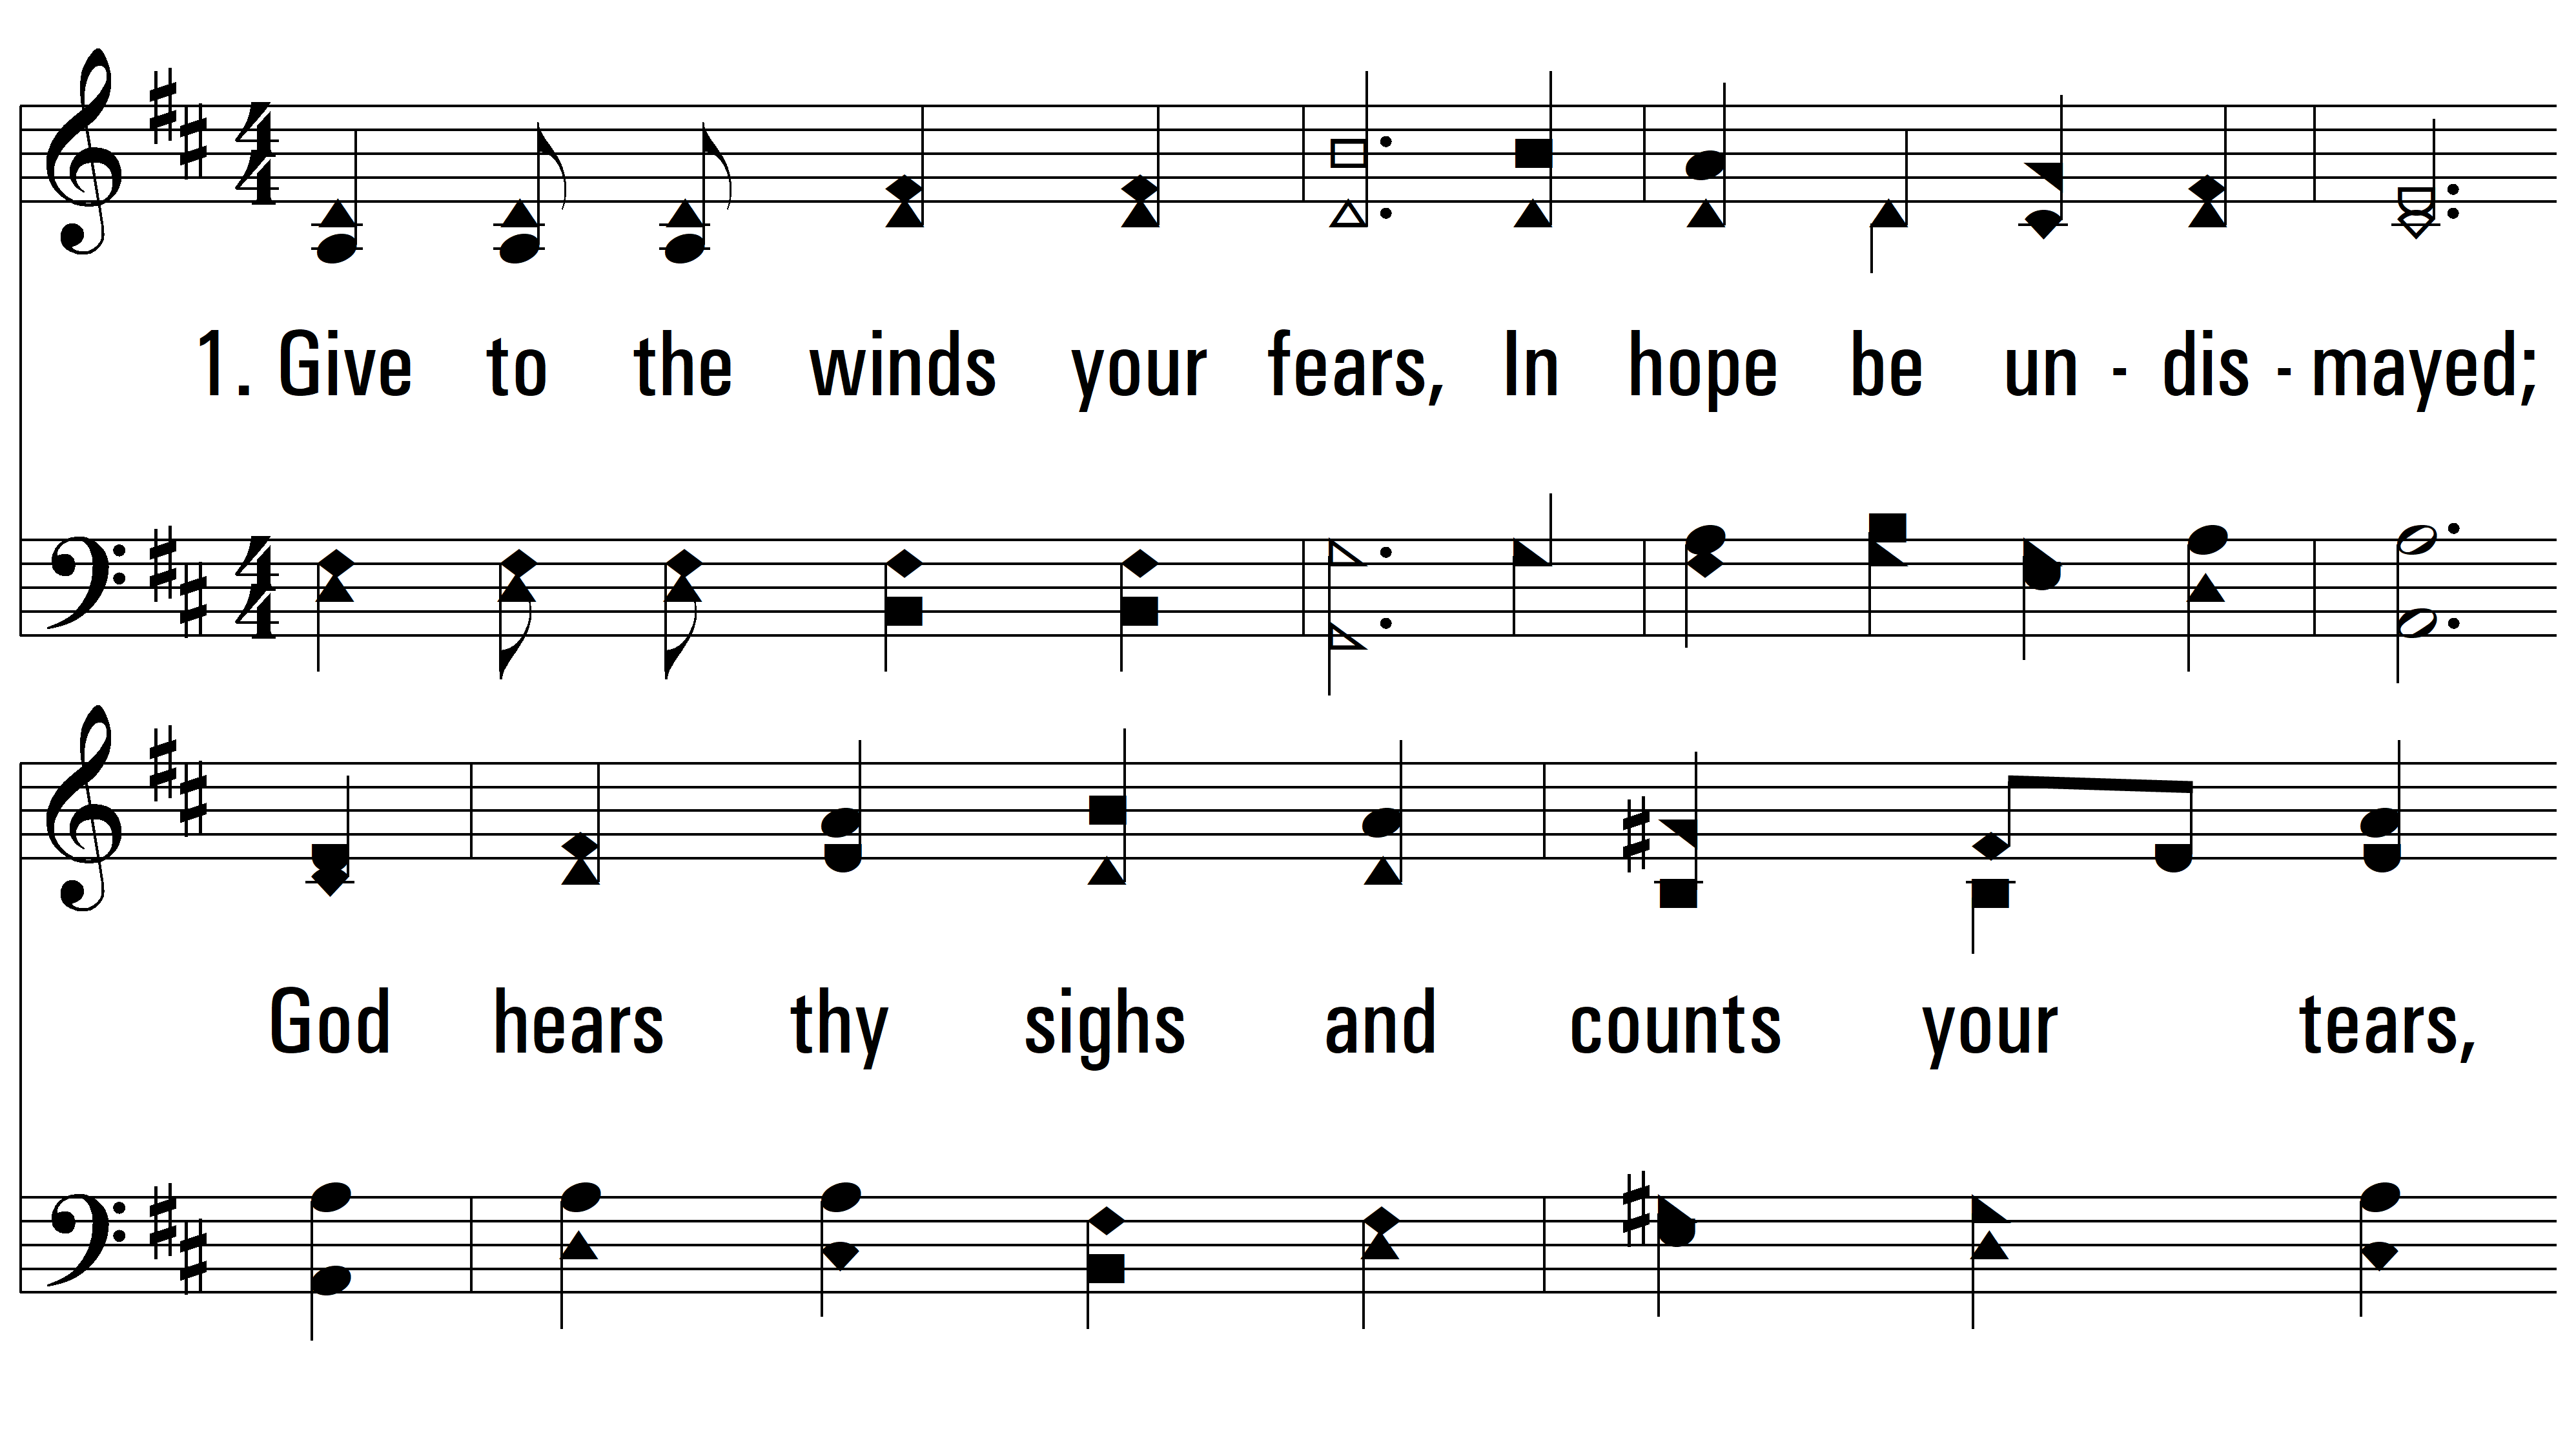 1. Give to the winds your fears, In hope be un - dis - mayed;
God hears thy sighs and counts your tears,